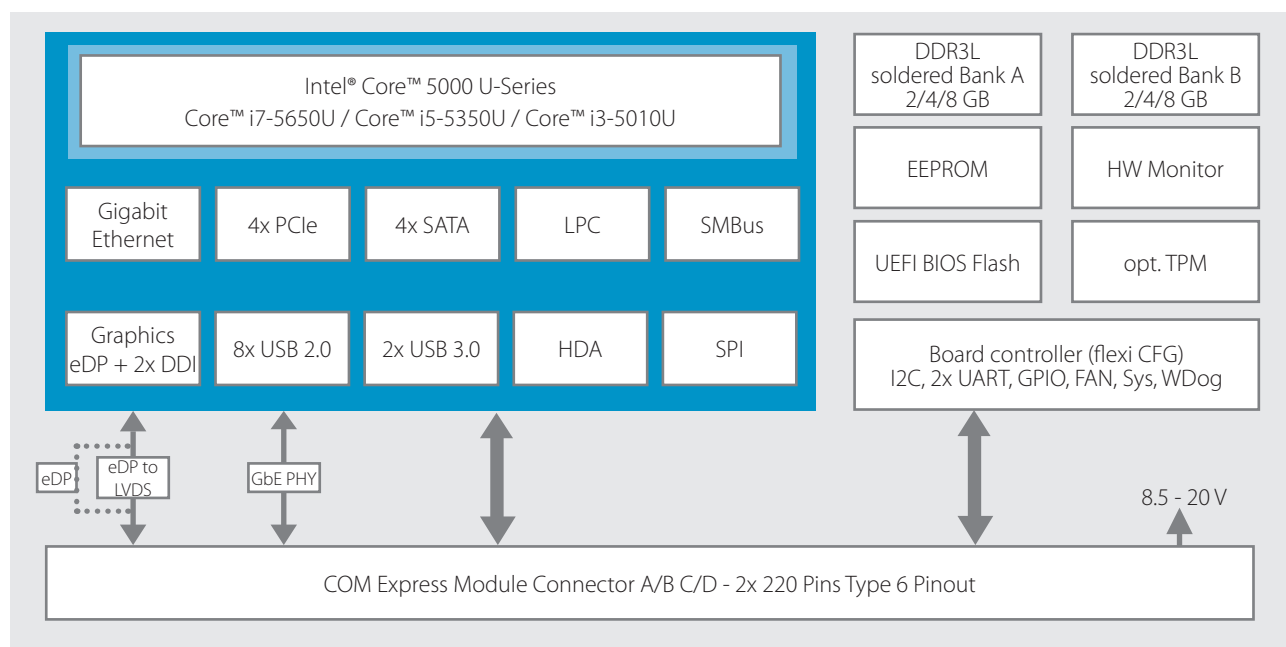 Intel® Core™ 5000 U-Series
Core™ i7-5650U / Core™ i5-5350U / Core™ i3-5010U
DDR3L
soldered Bank A
2/4/8 GB
DDR3L
soldered Bank B
2/4/8 GB
EEPROM
HW Monitor
Gigabit
Ethernet
4x PCIe
4x SATA
LPC
SMBus
UEFI BIOS Flash
opt. TPM
Graphics
eDP + 2x DDI
8x USB 2.0
2x USB 3.0
HDA
SPI
Board controller (flexi CFG)
I2C, 2x UART, GPIO, FAN, Sys, WDog
eDP
eDP to
LVDS
GbE PHY
8.5 - 20 V
COM Express Module Connector A/B C/D - 2x 220 Pins Type 6 Pinout